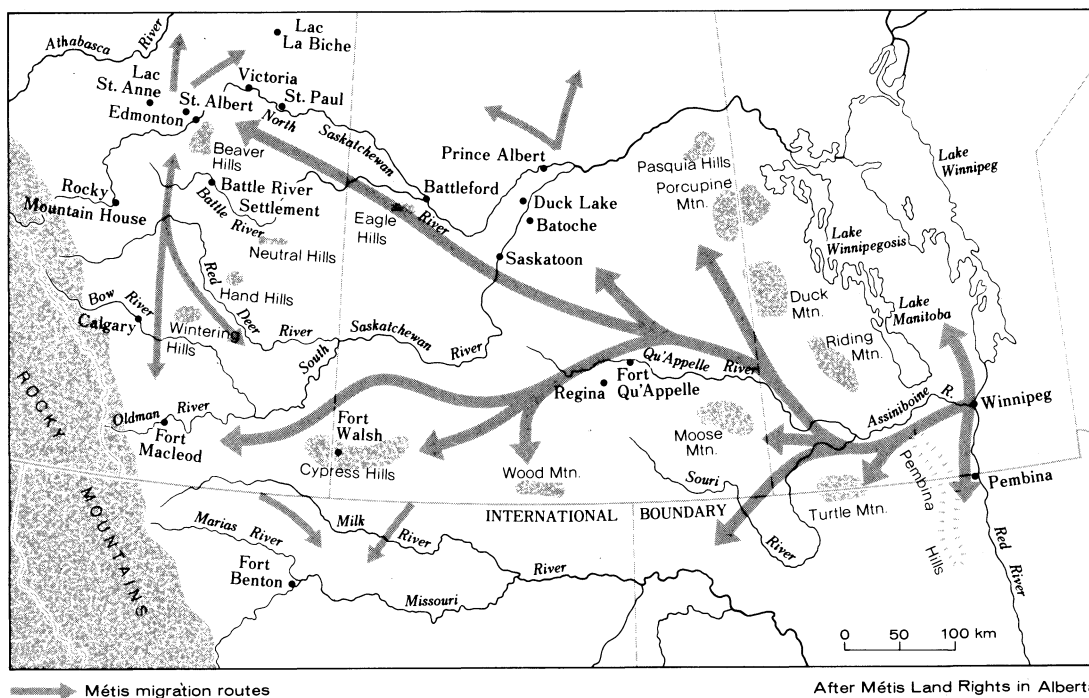 Athabasca River
Lac
La Biche
Lac
St. Anne
St. Albert
Edmonton
Victoria
St. Paul
North Saskatchewan River
Beaver
Hills
Rocky
Mountain House
Battle River
Settlement
Battle
River
Neutral Hills
Eagle
Hills
Battleford
Prince Albert
Duck Lake
Batoche
Saskatoon
Pasquia Hills
Porcupine
Mtn.
Lake
Winnipeg
Lake
Winnipegosis
Lake
Manitoba
Duck
Mtn.
Riding
Mtn.
Hand Hills
Red Deer River
Bow River
Calgary
Wintering
Hills
South Saskatchewan River
Qu'Appelle River
Regina
Fort
Qu'Appelle
Assiniboine R.
Winnipeg
Oldman River
Fort
Macleod
Fort
Walsh
Cypress Hills
Wood Mtn.
Moose
Mtn.
Souri
River
Turtle Mtn.
Pembina
Hills
Pembina
Red River
ROCKY
MOUNTAINS
INTERNATIONAL BOUNDARY
Milk River
Marias River
Fort
Benton
Missouri River
0 50 100 km
Métis migration routes
After Métis Land Rights in Albert